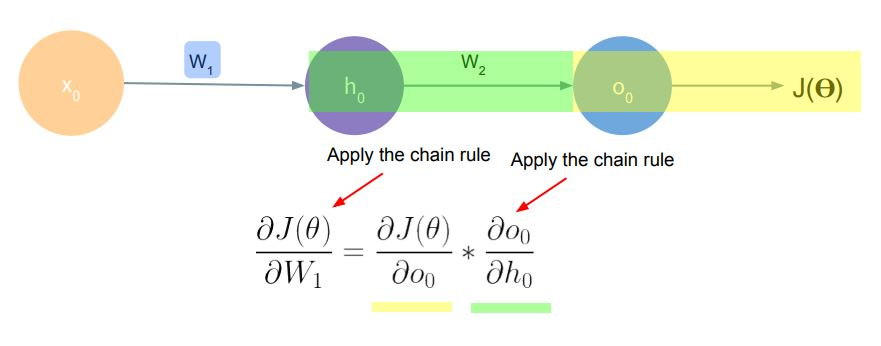 W₁ W₂
x₀ h₀ o₀ J(Θ)
Apply the chain rule Apply the chain rule
∂J(θ)/∂W₁ = ∂J(θ)/∂o₀ * ∂o₀/∂h₀